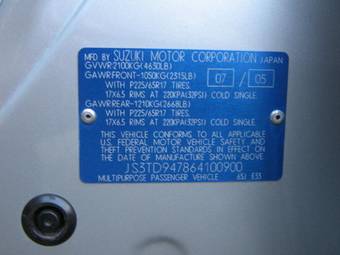 MFD BY SUZUKI MOTOR CORPORATION JAPAN
GVWR:2100KG(4630LB)
GAWR:FRONT-1050KG(2315LB) 07 / 05
WITH P225/65R17 TIRES,
17X6.5 RIMS AT 220KPA(32PSI) COLD SINGLE.
GAWR:REAR-1210KG(2668LB)
WITH P225/65R17 TIRES,
17X6.5 RIMS AT 220KPA(32PSI) COLD SINGLE.
THIS VEHICLE CONFORMS TO ALL APPLICABLE
U.S. FEDERAL MOTOR VEHICLE SAFETY AND
THEFT PREVENTION STANDARDS IN EFFECT ON
THE DATE OF MANUFACTURE SHOWN ABOVE.
JS3TD947864100900
MULTIPURPOSE PASSENGER VEHICLE 65J E33